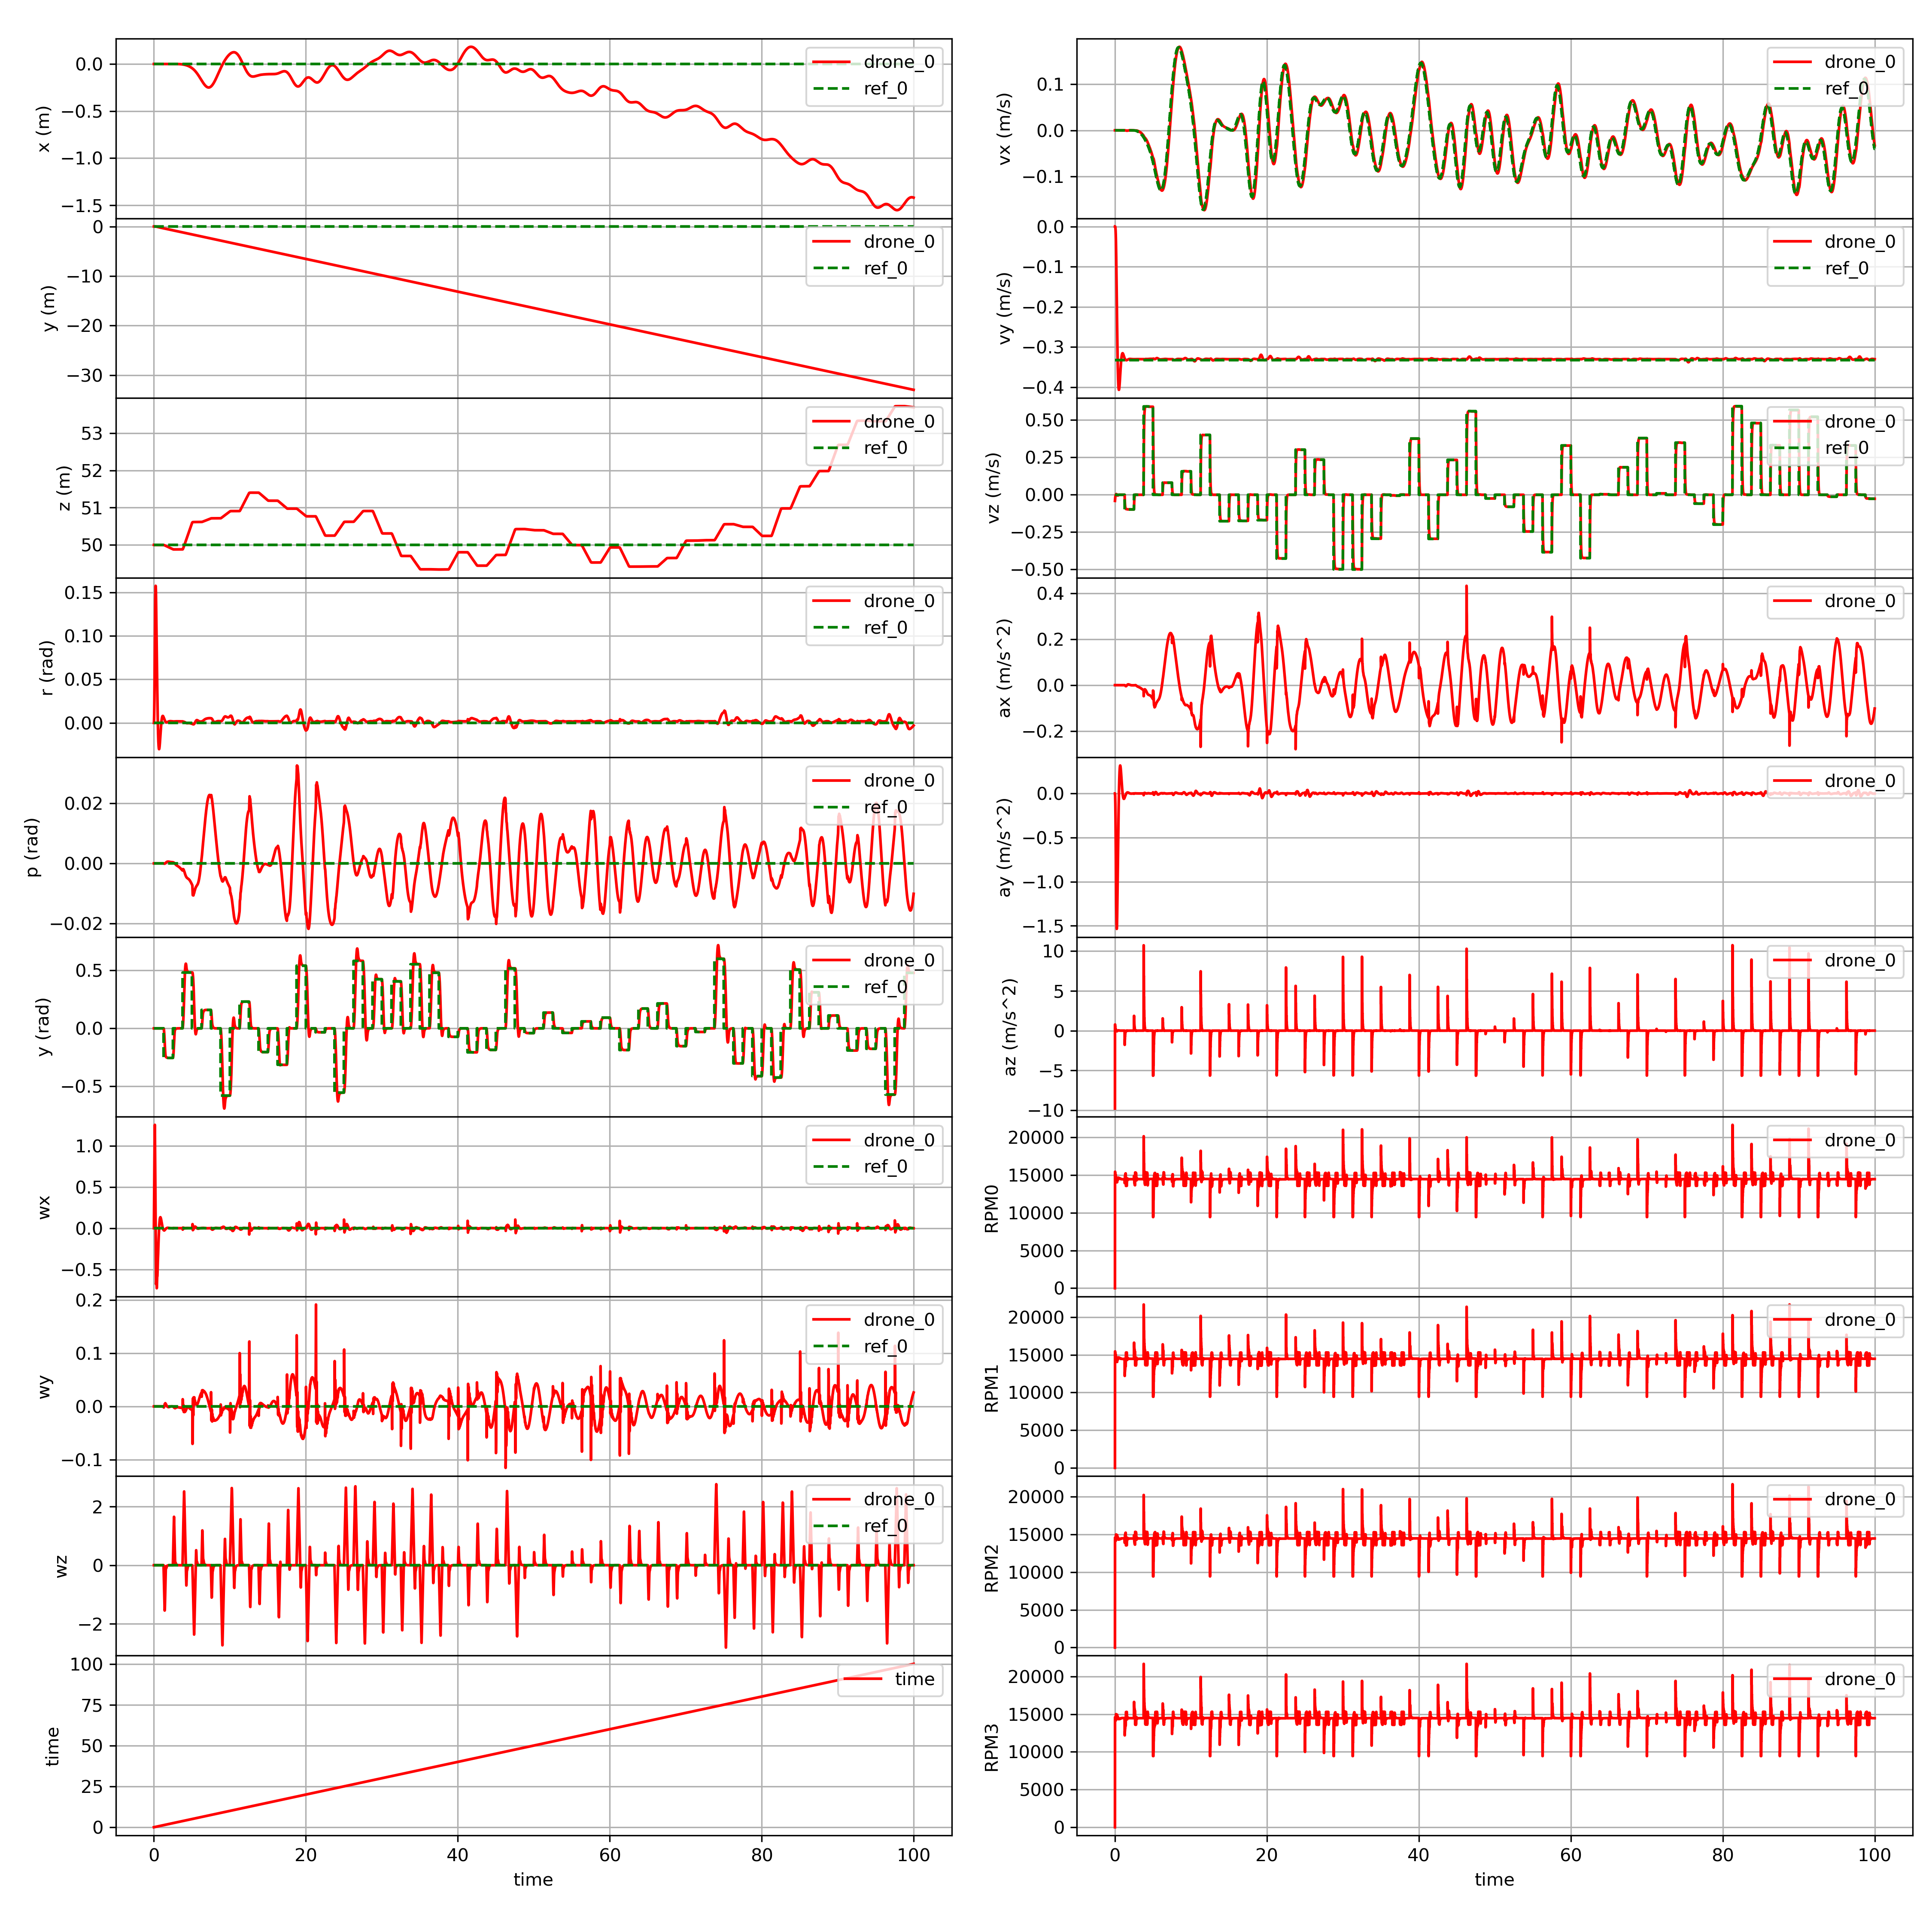 x (m)
0.0
−0.5
−1.0
−1.5
drone_0
ref_0
y (m)
0
−10
−20
−30
drone_0
ref_0
z (m)
53
52
51
50
drone_0
ref_0
r (rad)
0.15
0.10
0.05
0.00
drone_0
ref_0
p (rad)
0.02
0.00
−0.02
drone_0
ref_0
y (rad)
0.5
0.0
−0.5
drone_0
ref_0
wx
1.0
0.5
0.0
−0.5
drone_0
ref_0
wy
0.2
0.1
0.0
−0.1
drone_0
ref_0
wz
2
0
−2
drone_0
ref_0
time
100
75
50
25
0
time
0 20 40 60 80 100
time
vx (m/s)
0.1
0.0
−0.1
drone_0
ref_0
vy (m/s)
0.0
−0.1
−0.2
−0.3
−0.4
drone_0
ref_0
vz (m/s)
0.50
0.25
0.00
−0.25
−0.50
drone_0
ref_0
ax (m/s^2)
0.4
0.2
0.0
−0.2
drone_0
ay (m/s^2)
0.0
−0.5
−1.0
−1.5
drone_0
az (m/s^2)
10
5
0
−5
−10
drone_0
RPM0
20000
15000
10000
5000
0
drone_0
RPM1
20000
15000
10000
5000
0
drone_0
RPM2
20000
15000
10000
5000
0
drone_0
RPM3
20000
15000
10000
5000
0
drone_0
0 20 40 60 80 100
time